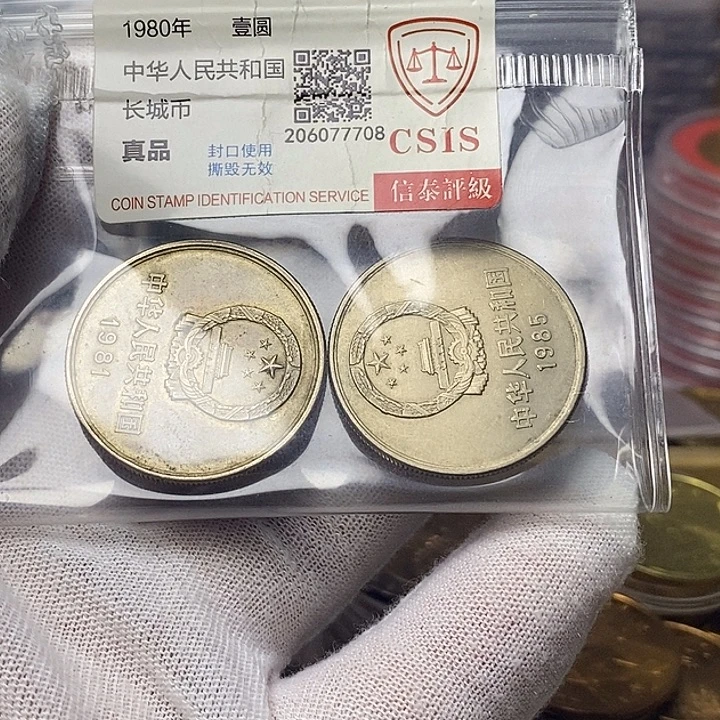 1980年 壹圆
中华人民共和国
长城币
206077708
真品
封口使用
撕毁无效
CSIS
COIN STAMP IDENTIFICATION SERVICE
信泰評級
中华人民共和国
1981
中华人民共和国
1985